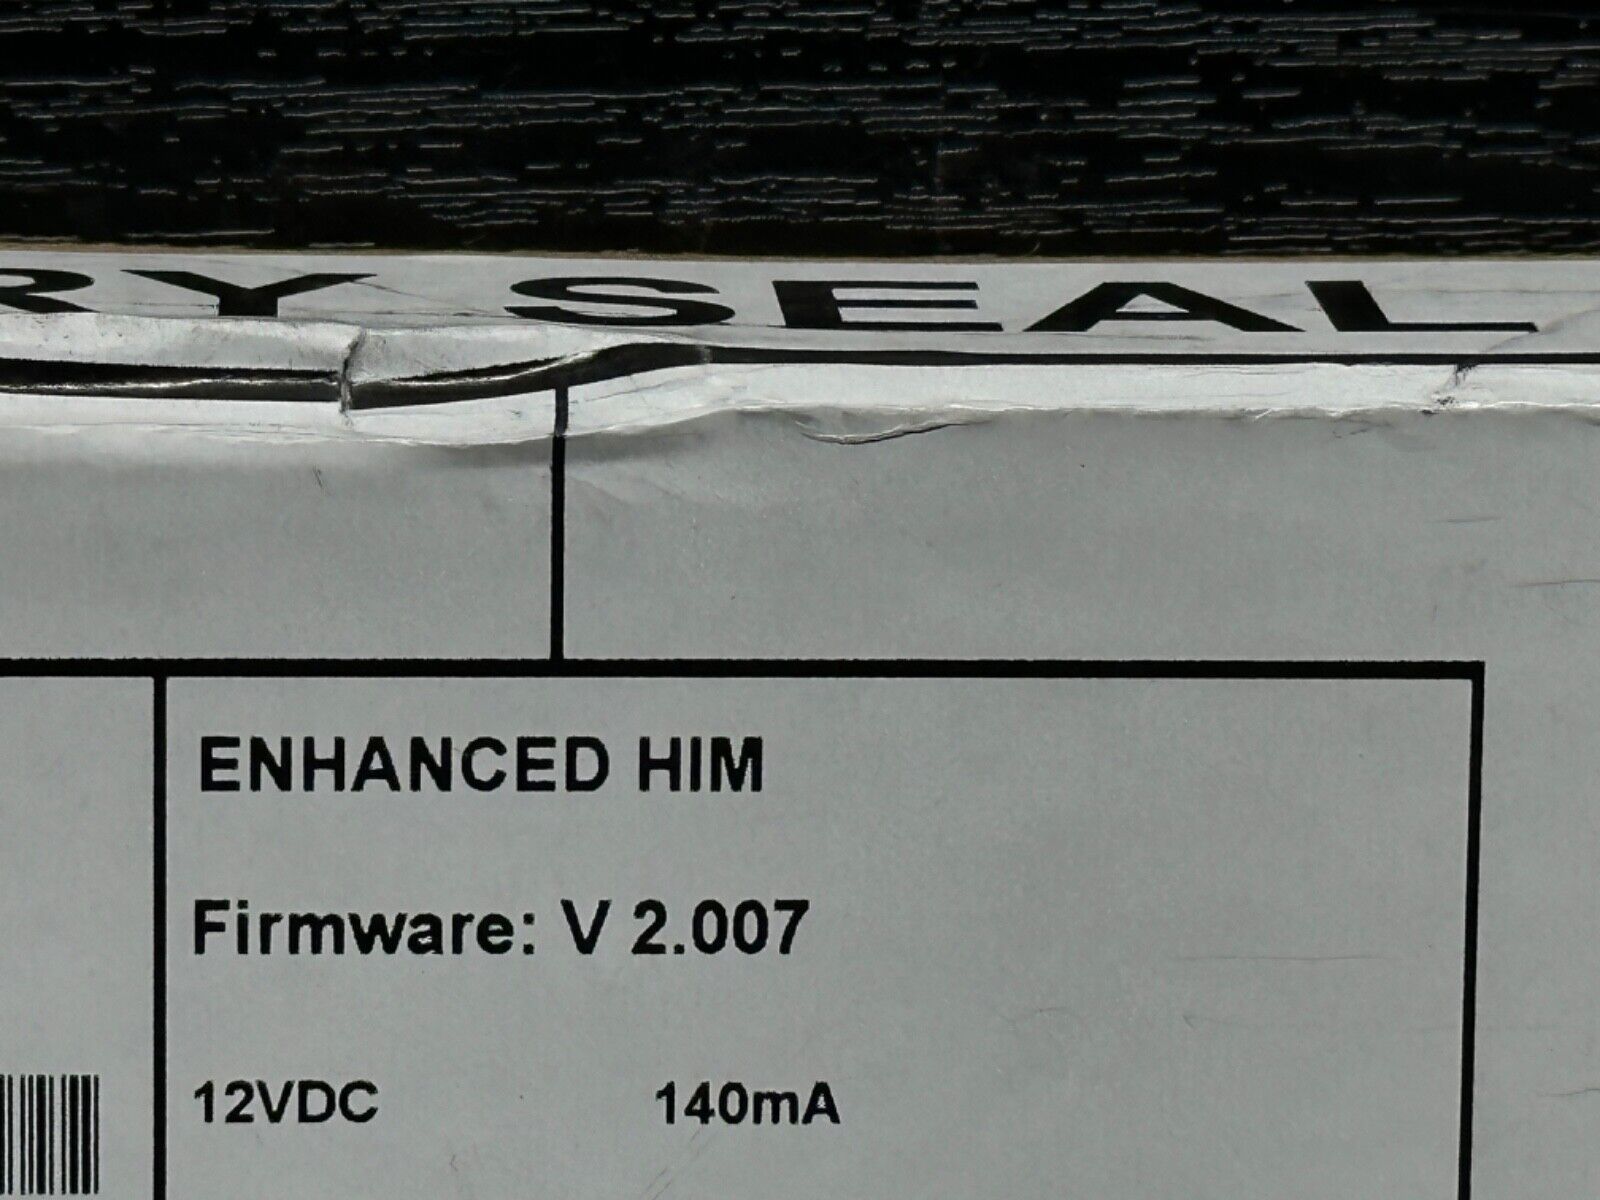 RY SEAL
ENHANCED HIM
Firmware: V 2.007
12VDC 140mA